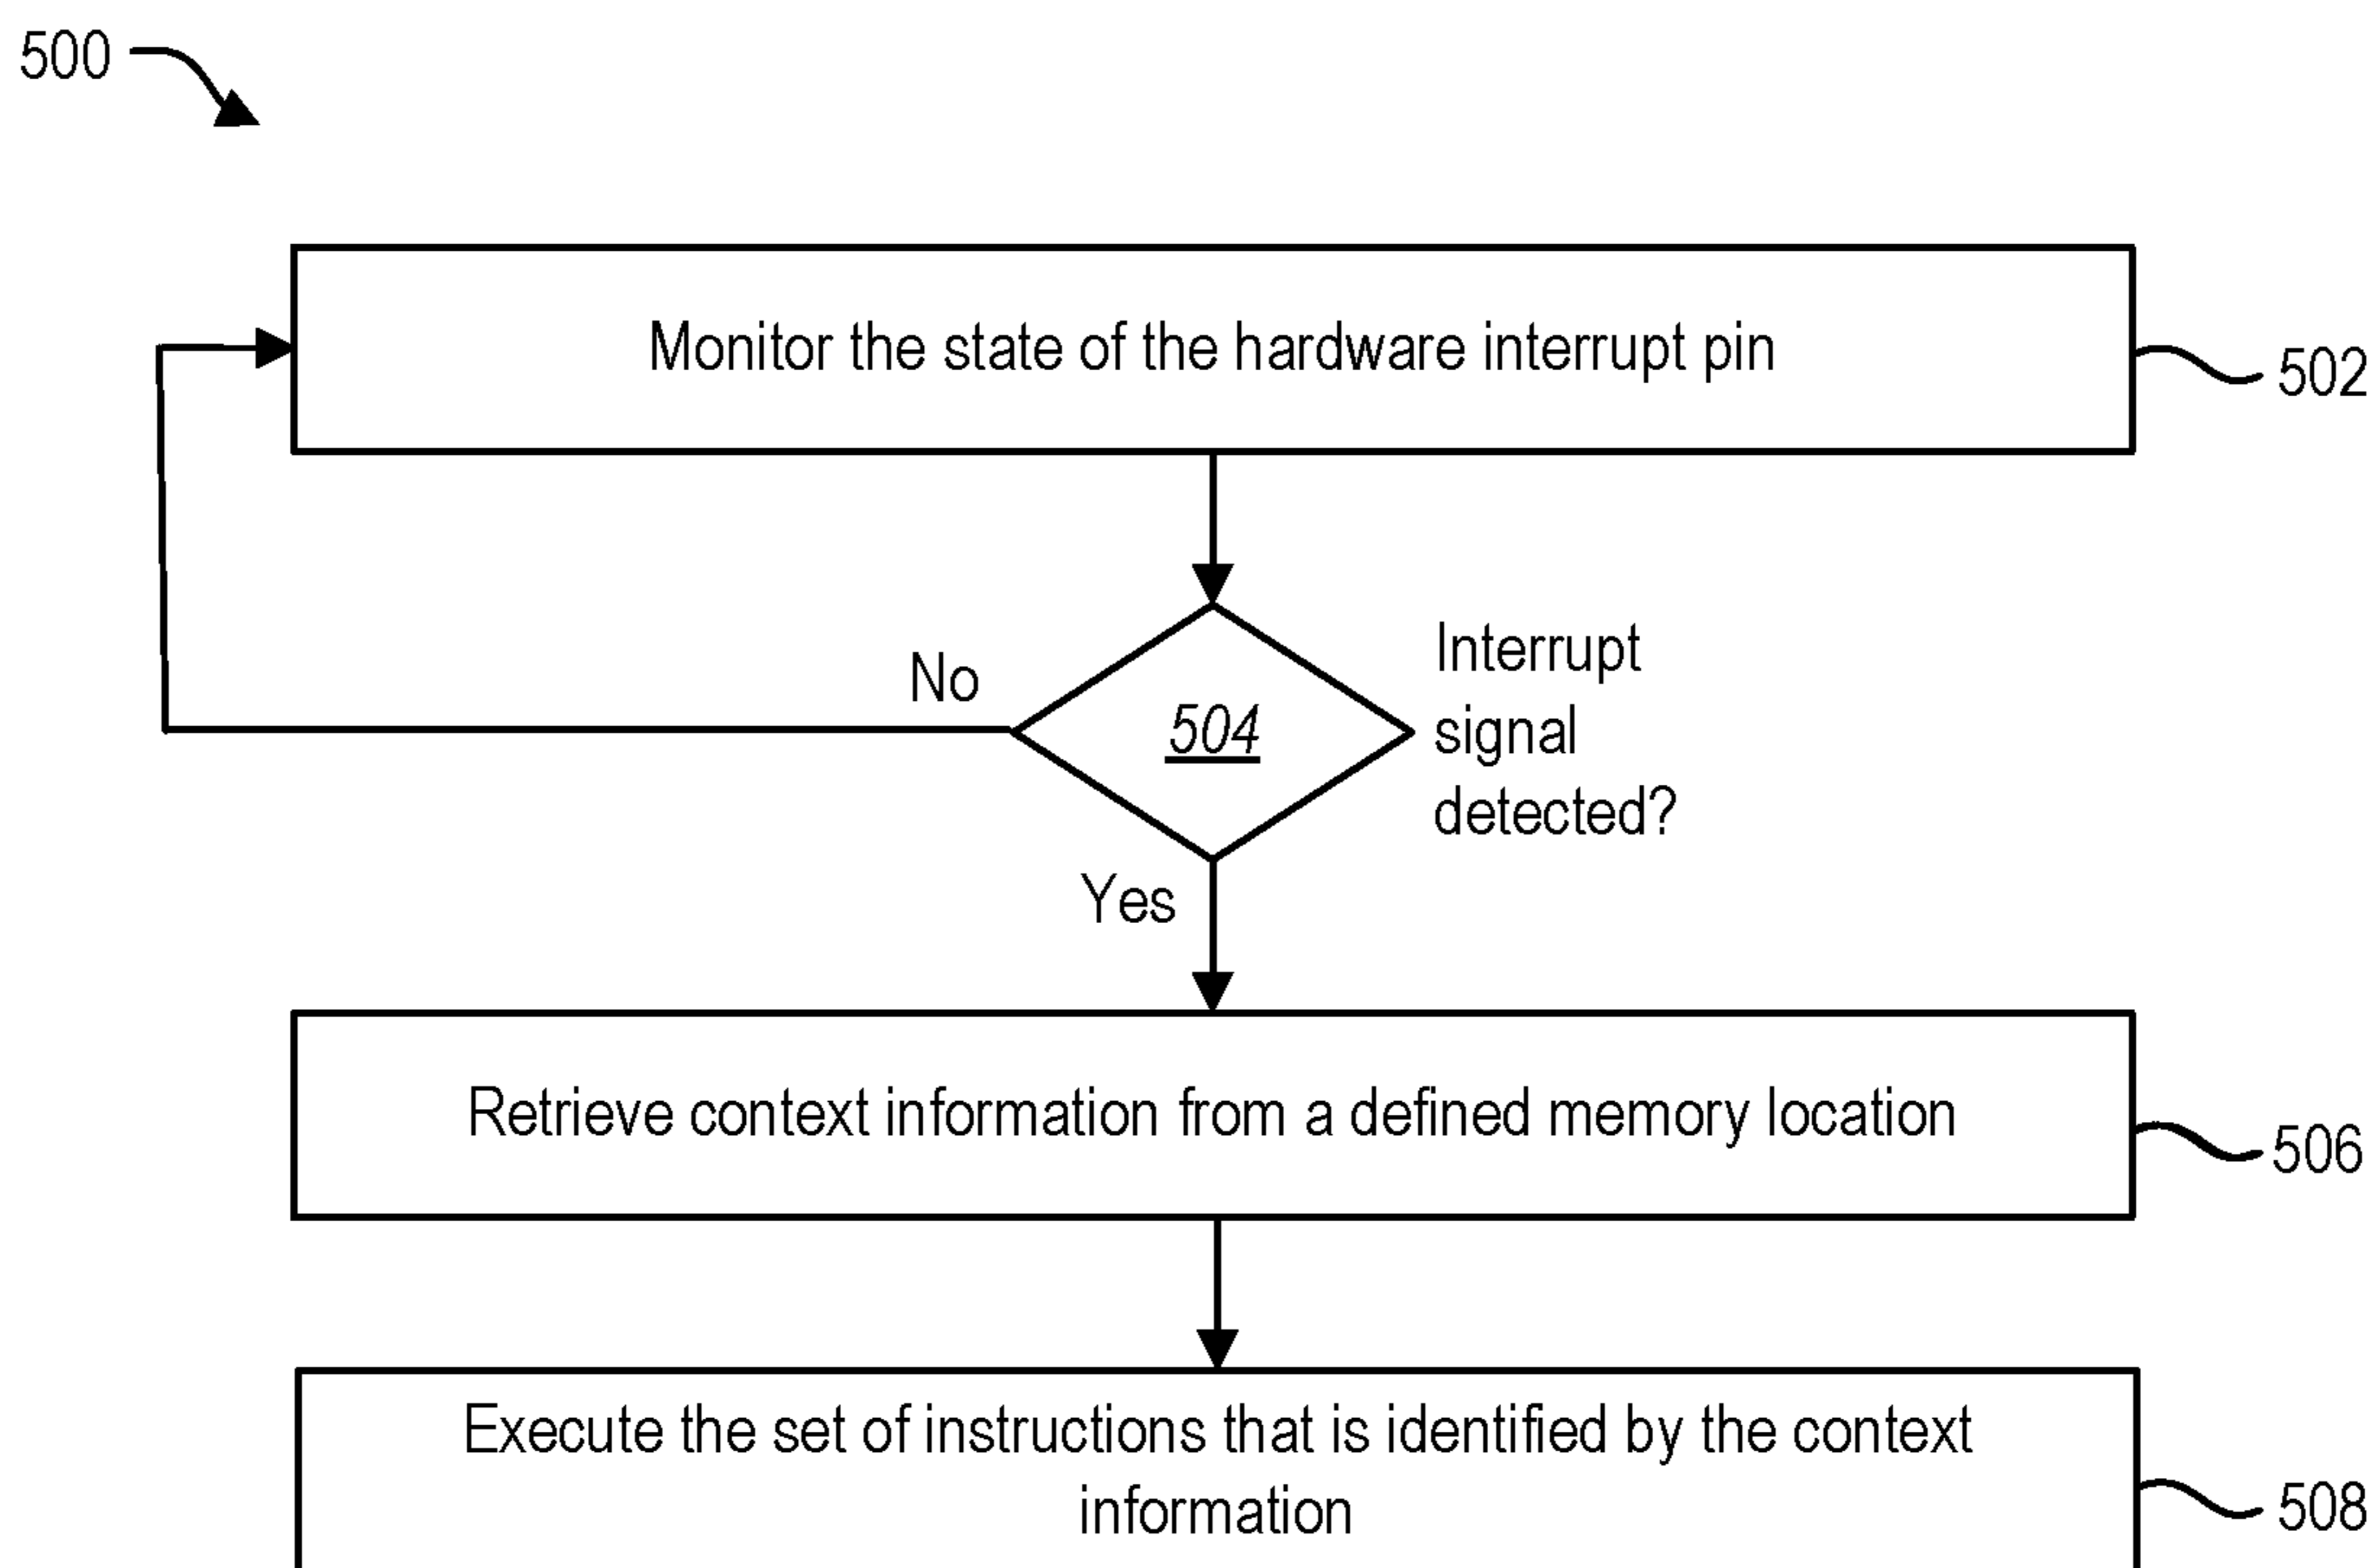 500
Monitor the state of the hardware interrupt pin
502
No
504
Interrupt
signal
detected?
Yes
Retrieve context information from a defined memory location
506
Execute the set of instructions that is identified by the context
information
508